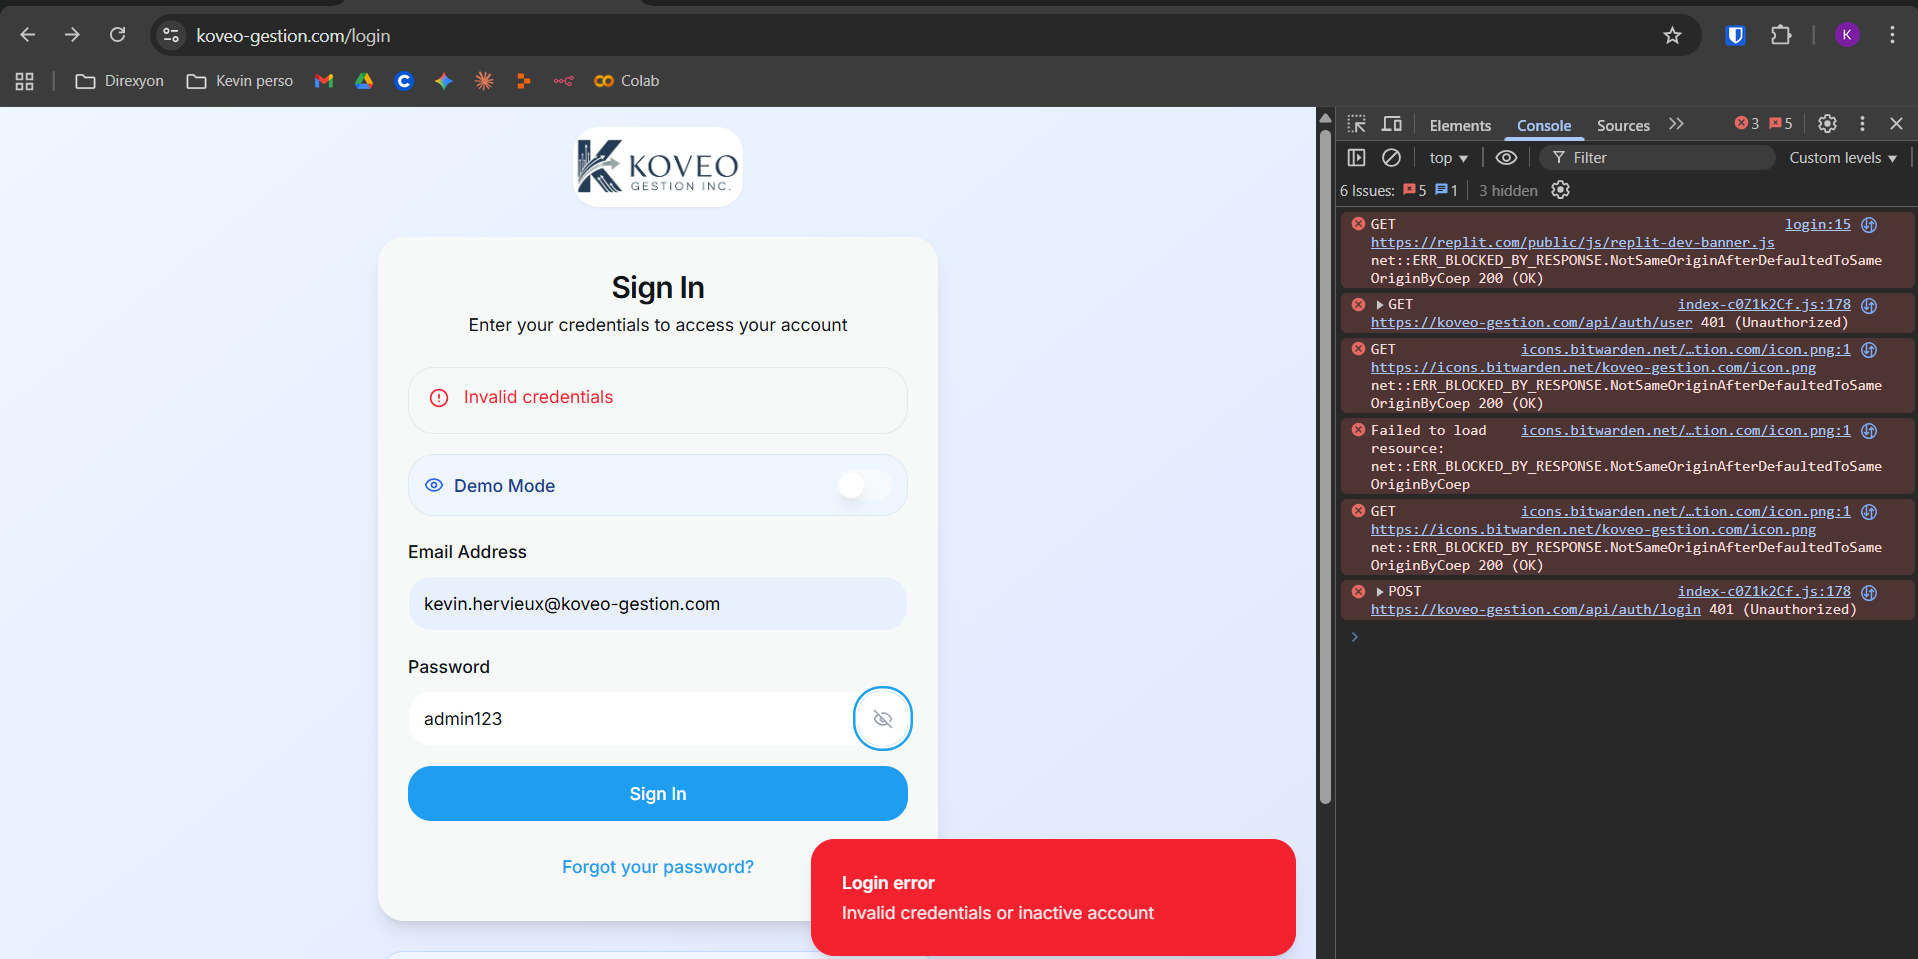 koveo-gestion.com/login
K
Direxyon
Kevin perso
Colab
KOVEO
GESTION INC.
Sign In
Enter your credentials to access your account
Invalid credentials
Demo Mode
Email Address
kevin.hervieux@koveo-gestion.com
Password
admin123
Sign In
Forgot your password?
Login error
Invalid credentials or inactive account
Elements Console Sources 3 5
top Filter Custom levels
6 Issues: 5 1 3 hidden
GET login:15
https://replit.com/public/js/replit-dev-banner.js
net::ERR_BLOCKED_BY_RESPONSE.NotSameOriginAfterDefaultedToSame
OriginByCoep 200 (OK)
GET index-c0Z1k2Cf.js:178
https://koveo-gestion.com/api/auth/user 401 (Unauthorized)
GET icons.bitwarden.net/…tion.com/icon.png:1
https://icons.bitwarden.net/koveo-gestion.com/icon.png
net::ERR_BLOCKED_BY_RESPONSE.NotSameOriginAfterDefaultedToSame
OriginByCoep 200 (OK)
Failed to load icons.bitwarden.net/…tion.com/icon.png:1
resource:
net::ERR_BLOCKED_BY_RESPONSE.NotSameOriginAfterDefaultedToSame
OriginByCoep
GET icons.bitwarden.net/…tion.com/icon.png:1
https://icons.bitwarden.net/koveo-gestion.com/icon.png
net::ERR_BLOCKED_BY_RESPONSE.NotSameOriginAfterDefaultedToSame
OriginByCoep 200 (OK)
POST index-c0Z1k2Cf.js:178
https://koveo-gestion.com/api/auth/login 401 (Unauthorized)